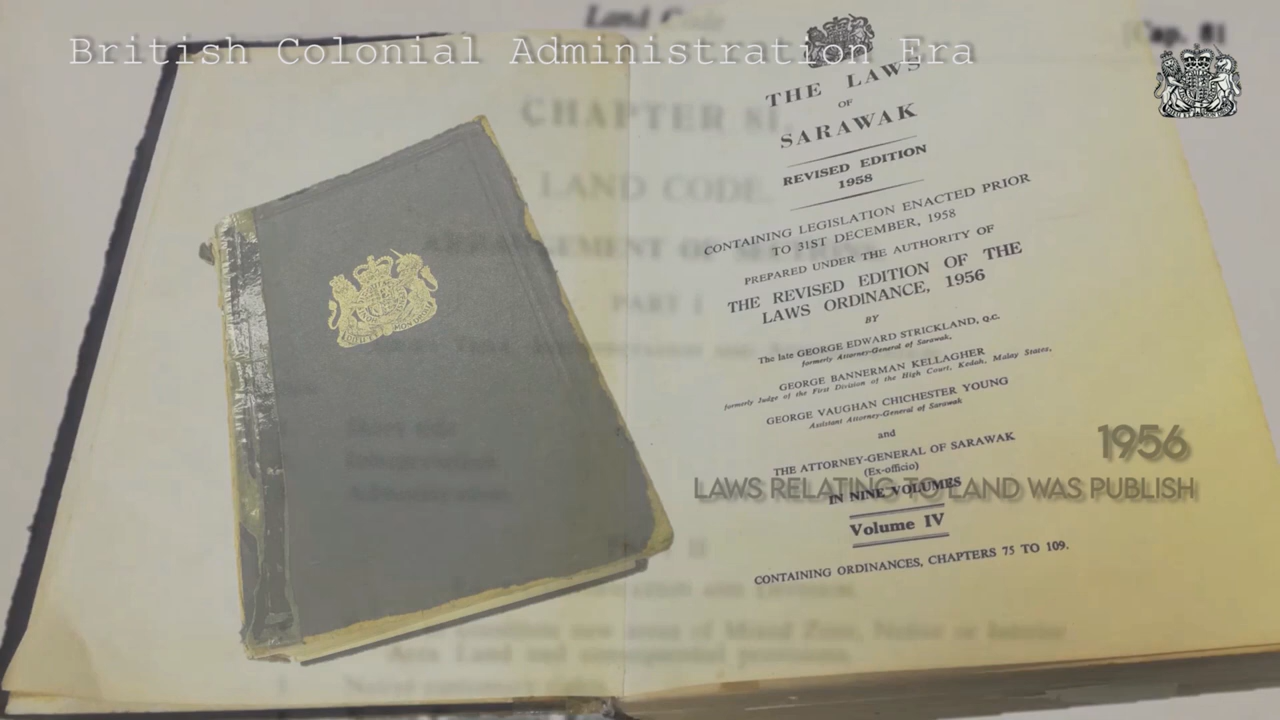 British Colonial Administration Era
Land Code
[Cap. 81
CHAPTER 81.
LAND CODE.
ARRANGEMENT OF SECTIONS
PART I
THE LAWS
OF
SARAWAK
REVISED EDITION
1958
CONTAINING LEGISLATION ENACTED PRIOR
TO 31ST DECEMBER, 1958
PREPARED UNDER THE AUTHORITY OF
THE REVISED EDITION OF THE
LAWS ORDINANCE, 1956
BY
The late GEORGE EDWARD STRICKLAND, Q.C.
formerly Attorney-General of Sarawak,
GEORGE BANNERMAN KELLAGHER
formerly Judge of the First Division of the High Court, Kedah, Malay States,
GEORGE VAUGHAN CHICHESTER YOUNG
Assistant Attorney-General of Sarawak
and
THE ATTORNEY-GENERAL OF SARAWAK
(Ex-officio)
IN NINE VOLUMES
Volume IV
CONTAINING ORDINANCES, CHAPTERS 75 TO 109.
1956
LAWS RELATING TO LAND WAS PUBLISH